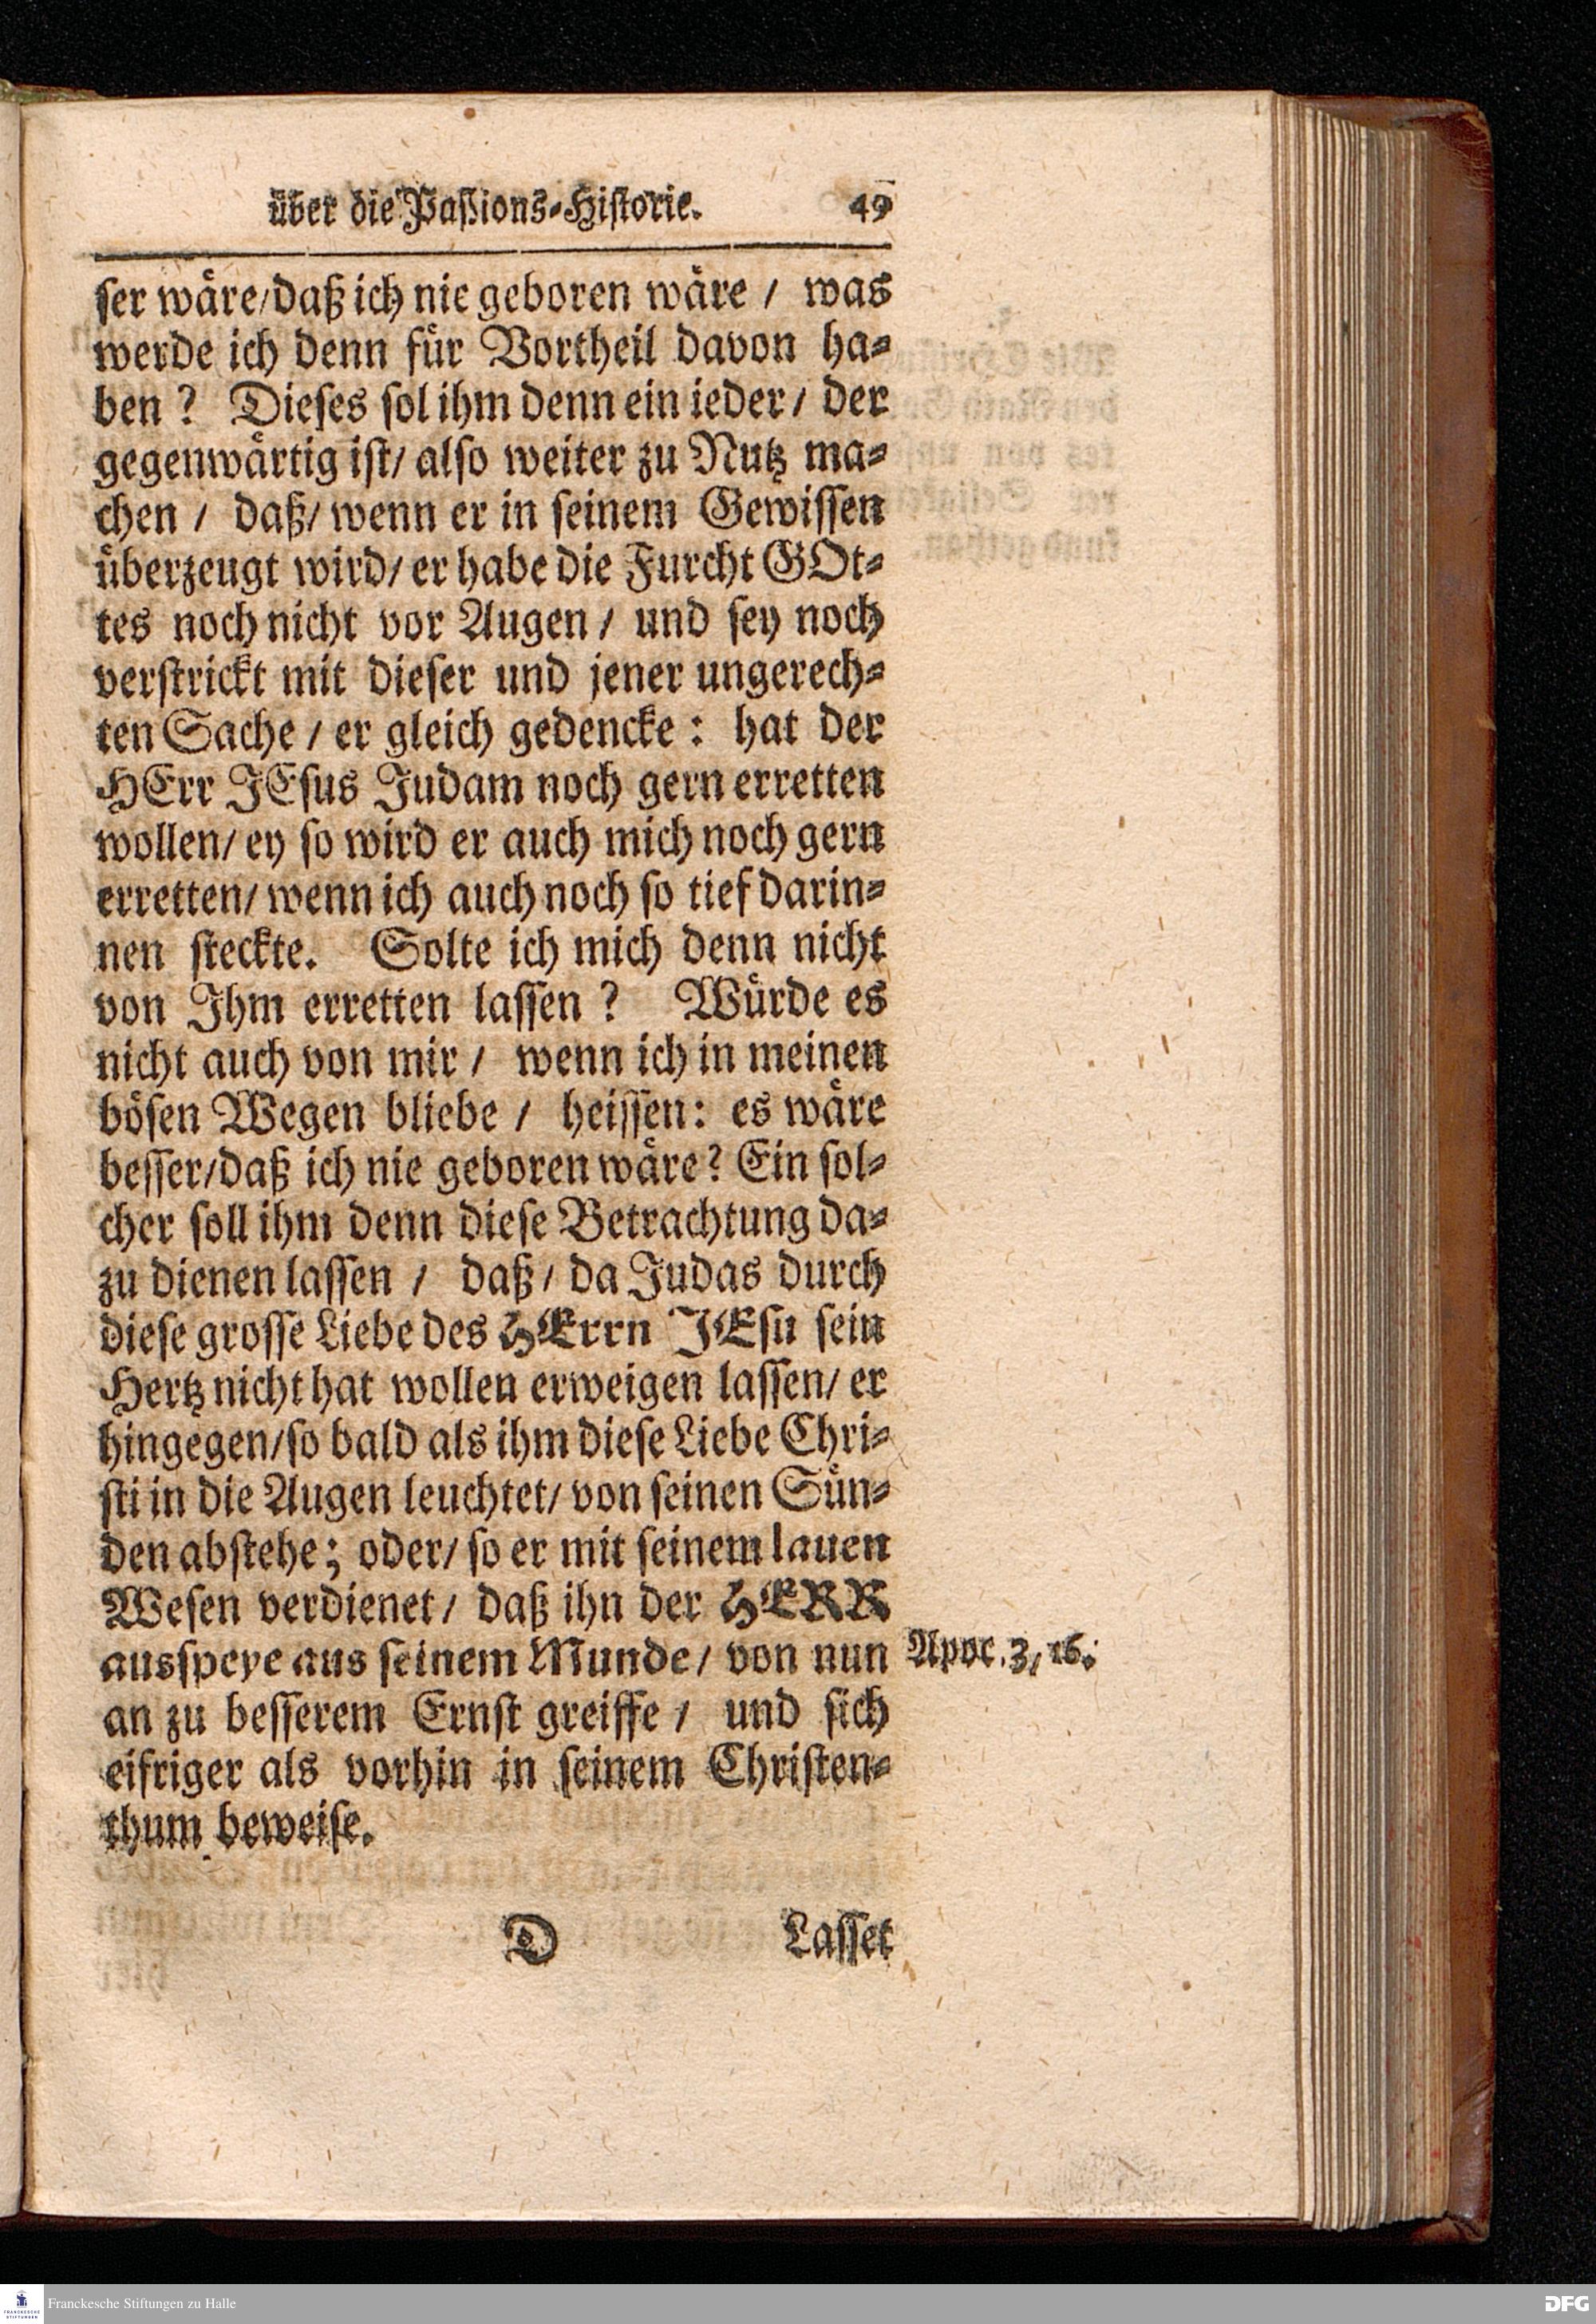 über die Paßions-Historie. 49
ser wäre/daß ich nie geboren wäre / was
werde ich denn für Vortheil davon ha-
ben ? Dieses sol ihm denn ein ieder / der
gegenwärtig ist/ also weiter zu Nutz ma-
chen / daß/ wenn er in seinem Gewissen
überzeugt wird/ er habe die Furcht GOt-
tes noch nicht vor Augen / und sey noch
verstrickt mit dieser und jener ungerech-
ten Sache / er gleich gedencke : hat der
HErr JEsus Judam noch gern erretten
wollen/ ey so wird er auch mich noch gern
erretten/ wenn ich auch noch so tief darin-
nen steckte. Solte ich mich denn nicht
von Ihm erretten lassen ? Würde es
nicht auch von mir / wenn ich in meinen
bösen Wegen bliebe / heissen: es wäre
besser/daß ich nie geboren wäre? Ein sol-
cher soll ihm denn diese Betrachtung da-
zu dienen lassen / daß / da Judas durch
diese grosse Liebe des HErrn JEsu sein
Hertz nicht hat wollen erweigen lassen/ er
hingegen/so bald als ihm diese Liebe Chri-
sti in die Augen leuchtet/ von seinen Sün-
den abstehe; oder/ so er mit seinem lauen
Wesen verdienet / daß ihn der HERR
ausspeye aus seinem Munde/ von nun
Apoc. 3, 16.
an zu besserem Ernst greiffe / und sich
eifriger als vorhin in seinem Christen-
thum beweise.
D Lasset
Franckesche Stiftungen zu Halle
DFG